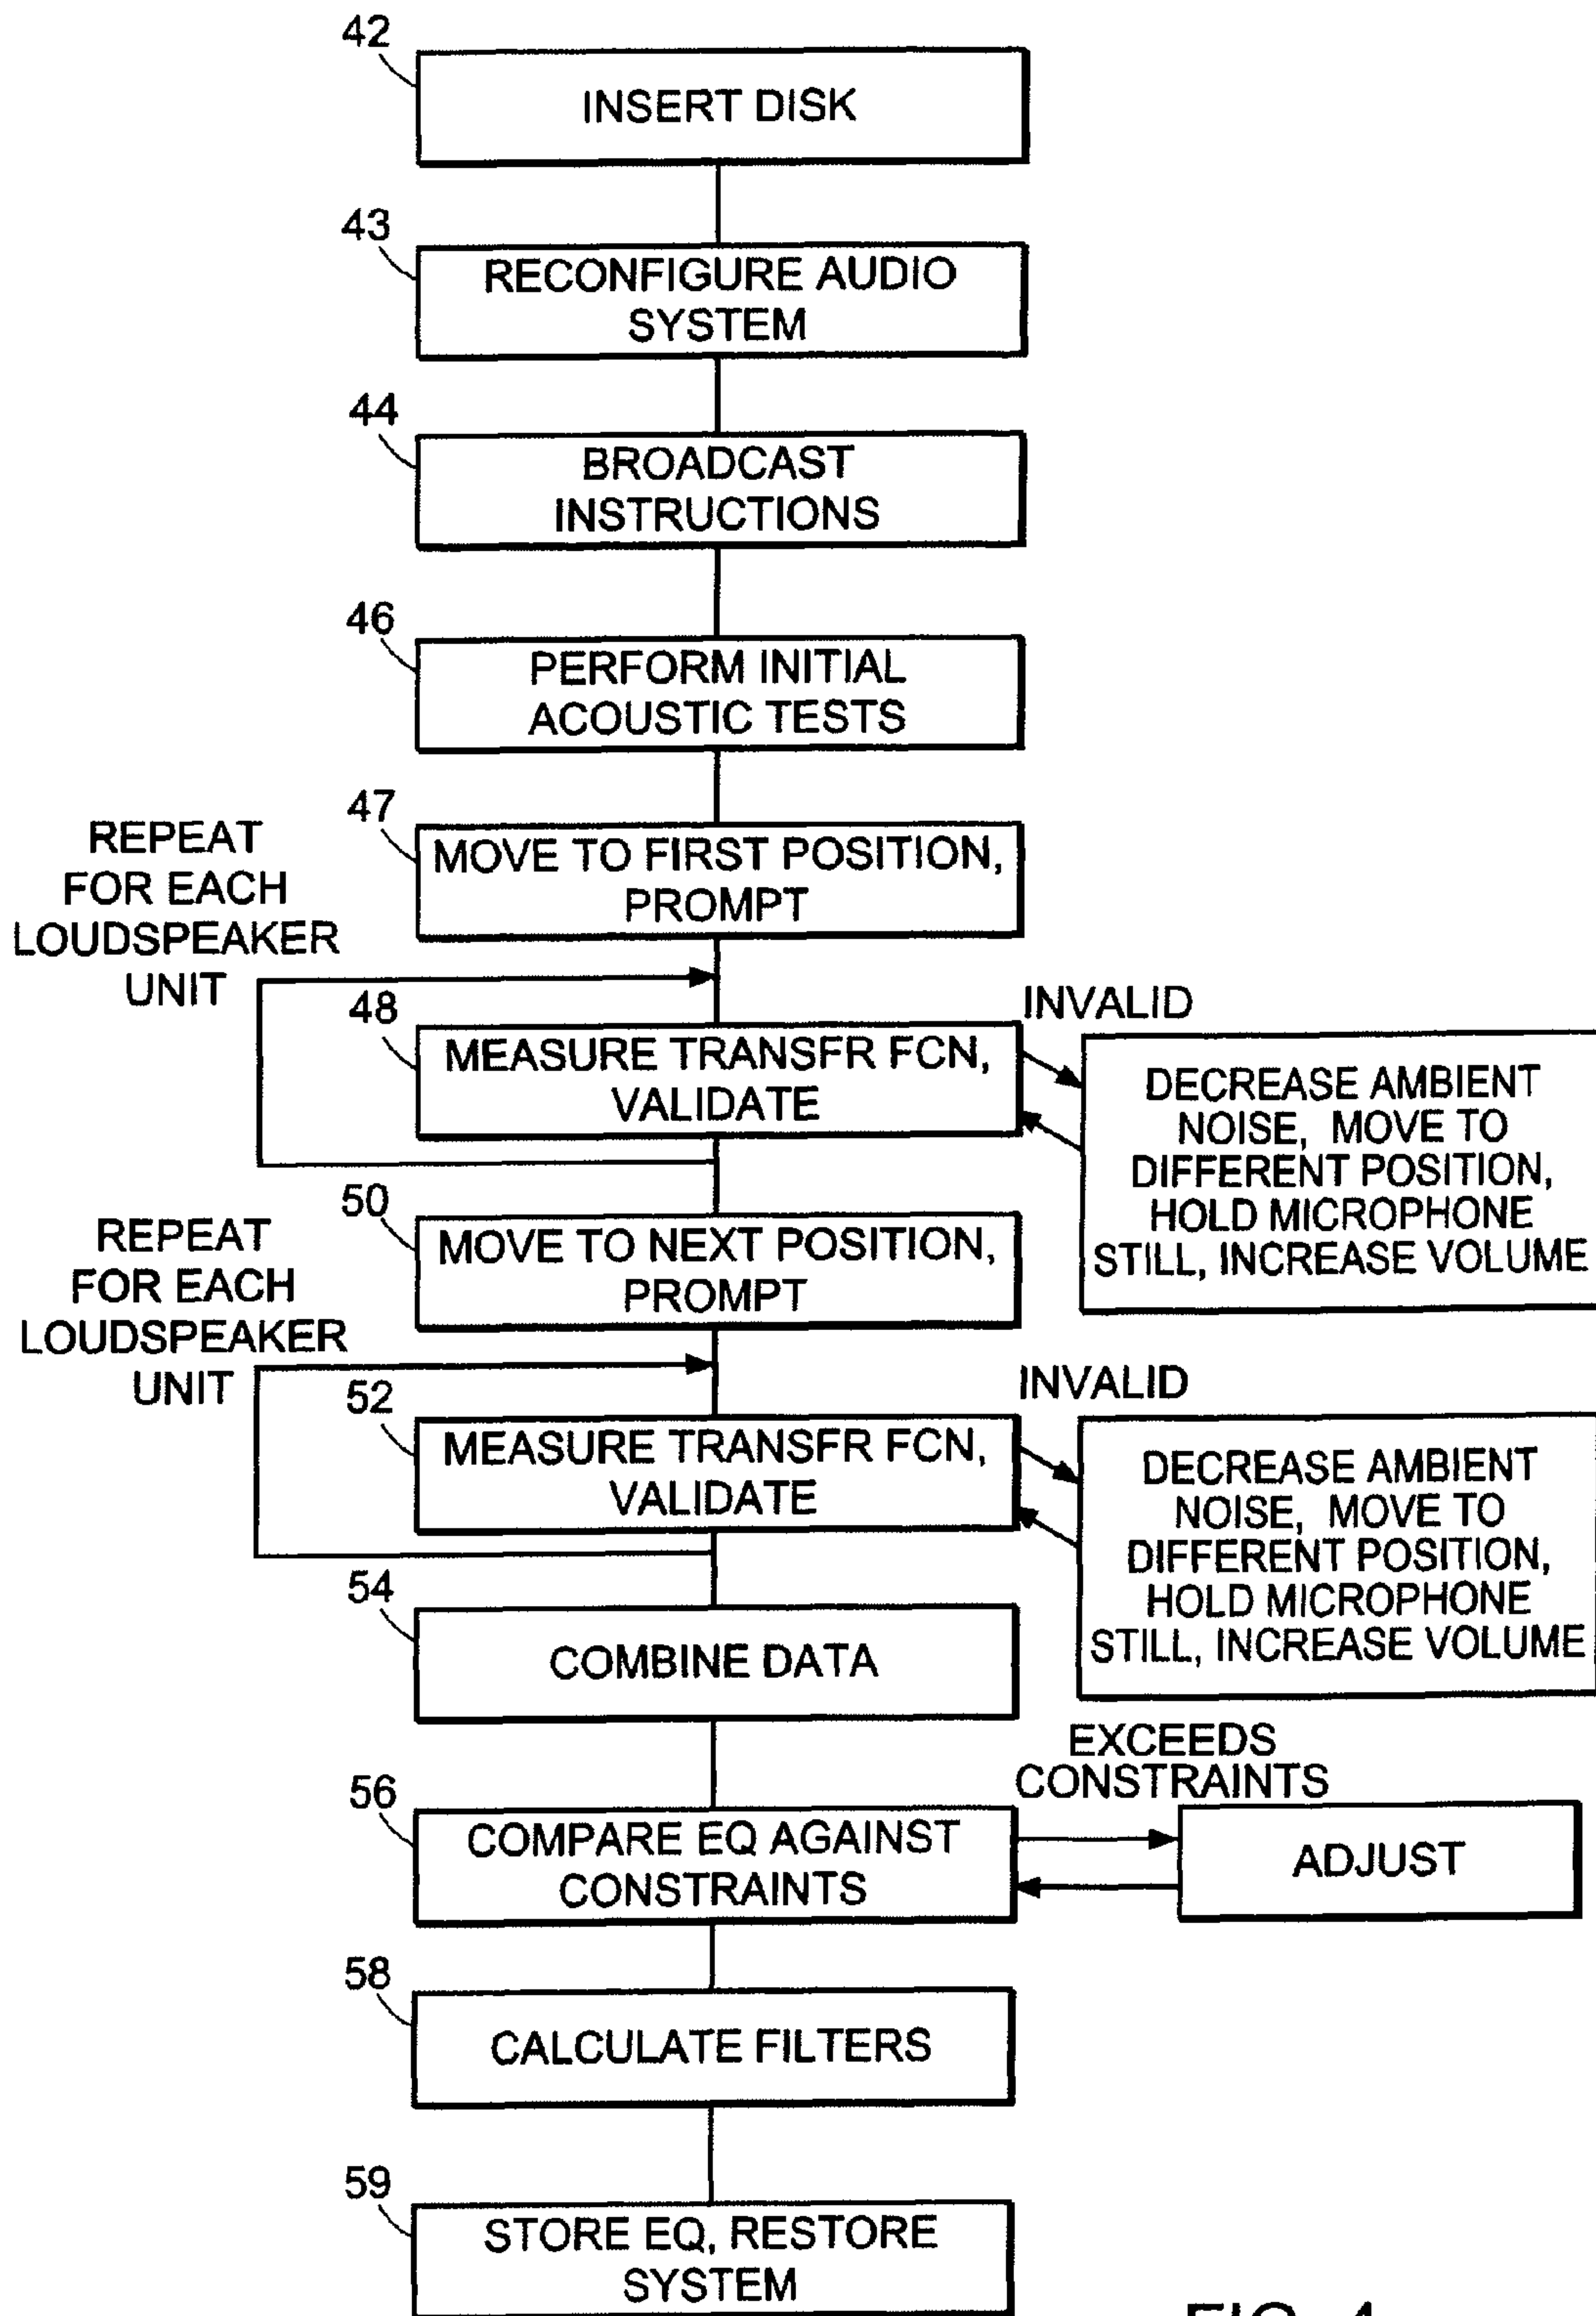 42
INSERT DISK
43
RECONFIGURE AUDIO
SYSTEM
44
BROADCAST
INSTRUCTIONS
46
PERFORM INITIAL
ACOUSTIC TESTS
47
MOVE TO FIRST POSITION,
PROMPT
REPEAT
FOR EACH
LOUDSPEAKER
UNIT
48
MEASURE TRANSFR FCN,
VALIDATE
INVALID
DECREASE AMBIENT
NOISE, MOVE TO
DIFFERENT POSITION,
HOLD MICROPHONE
STILL, INCREASE VOLUME
50
MOVE TO NEXT POSITION,
PROMPT
REPEAT
FOR EACH
LOUDSPEAKER
UNIT
52
MEASURE TRANSFR FCN,
VALIDATE
INVALID
DECREASE AMBIENT
NOISE, MOVE TO
DIFFERENT POSITION,
HOLD MICROPHONE
STILL, INCREASE VOLUME
54
COMBINE DATA
56
COMPARE EQ AGAINST
CONSTRAINTS
EXCEEDS
CONSTRAINTS
ADJUST
58
CALCULATE FILTERS
59
STORE EQ, RESTORE
SYSTEM
FIG. 4